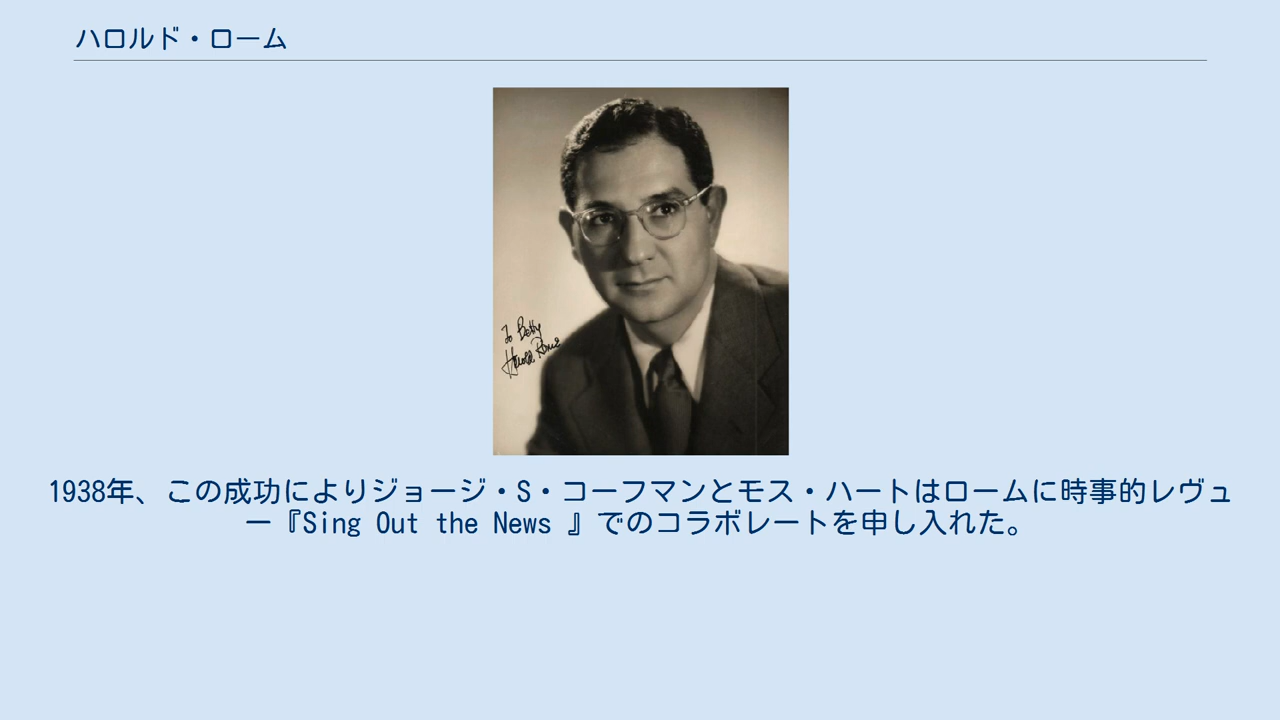 ハロルド・ローム
To Betty
Harold Rome
1938年、この成功によりジョージ・S・コーフマンとモス・ハートはロームに時事的レヴュ
ー『Sing Out the News 』でのコラボレートを申し入れた。